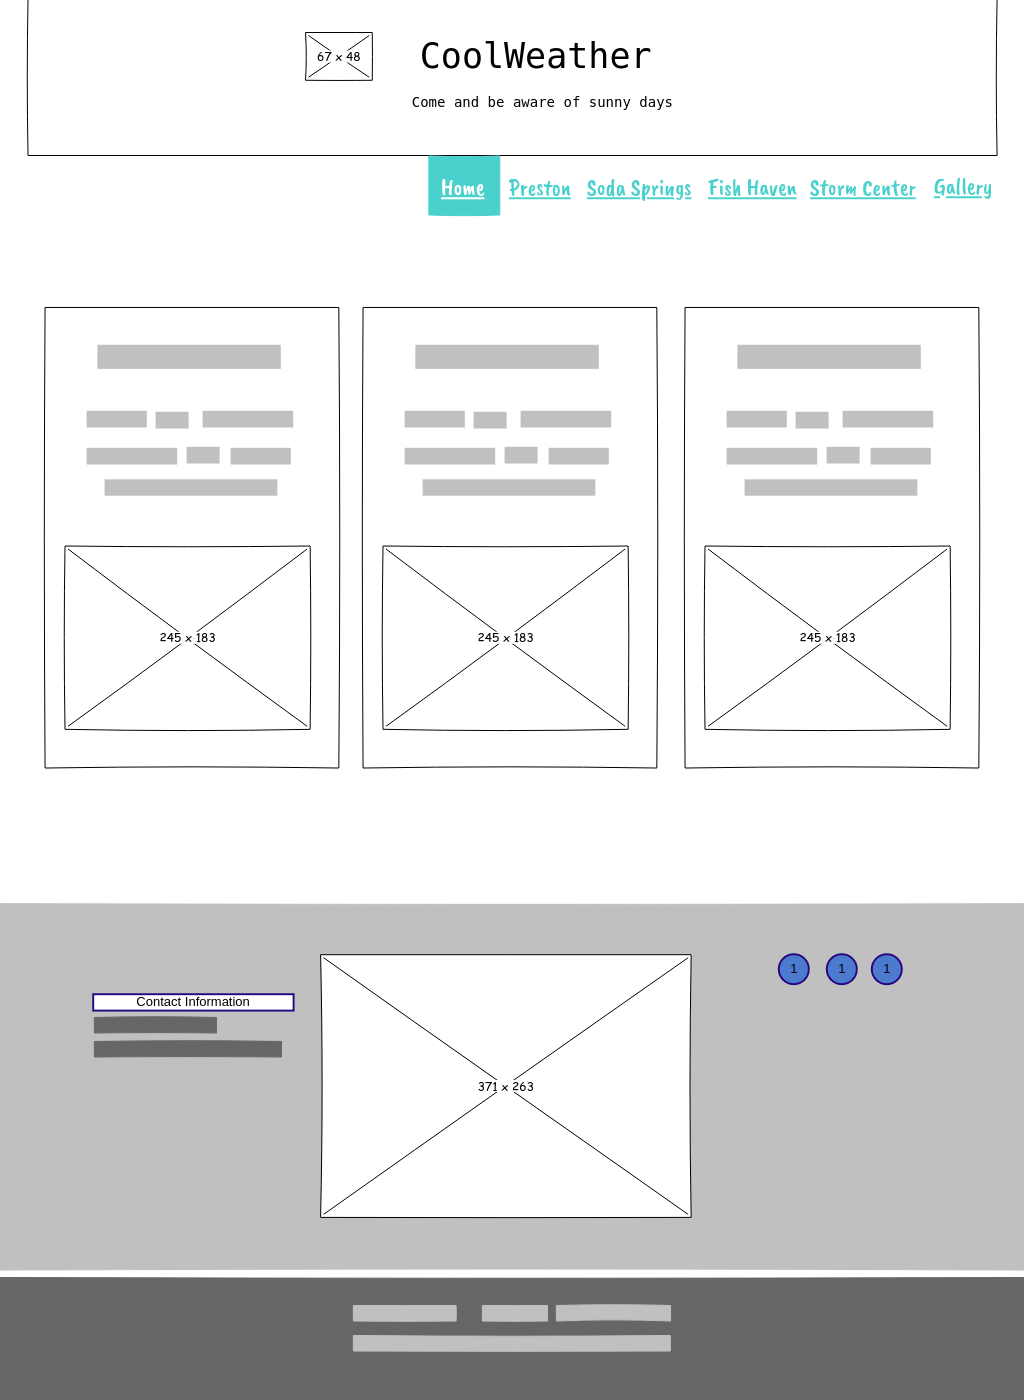 67 x 48
CoolWeather
Come and be aware of sunny days
Home Preston Soda Springs Fish Haven Storm Center Gallery
245 x 183 245 x 183 245 x 183
1 1 1
Contact Information
371 x 263